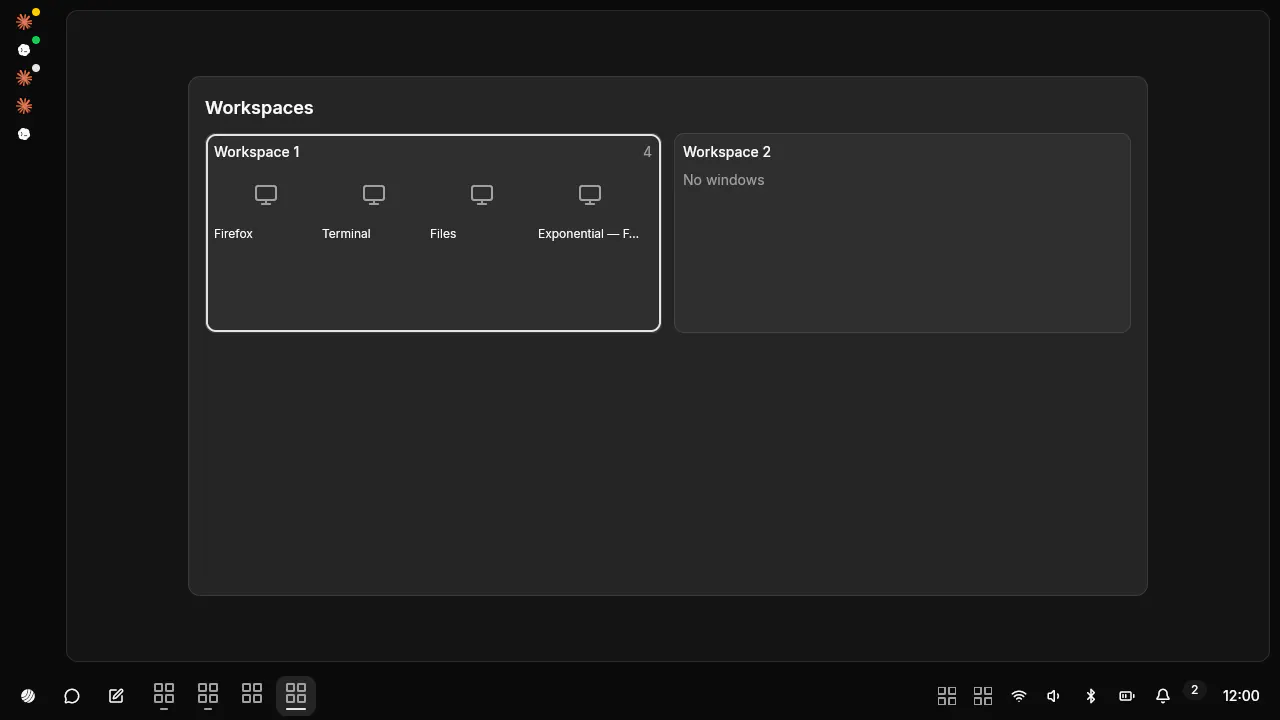 Workspaces
Workspace 1
4
Firefox
Terminal
Files
Exponential — F...
Workspace 2
No windows
2
12:00